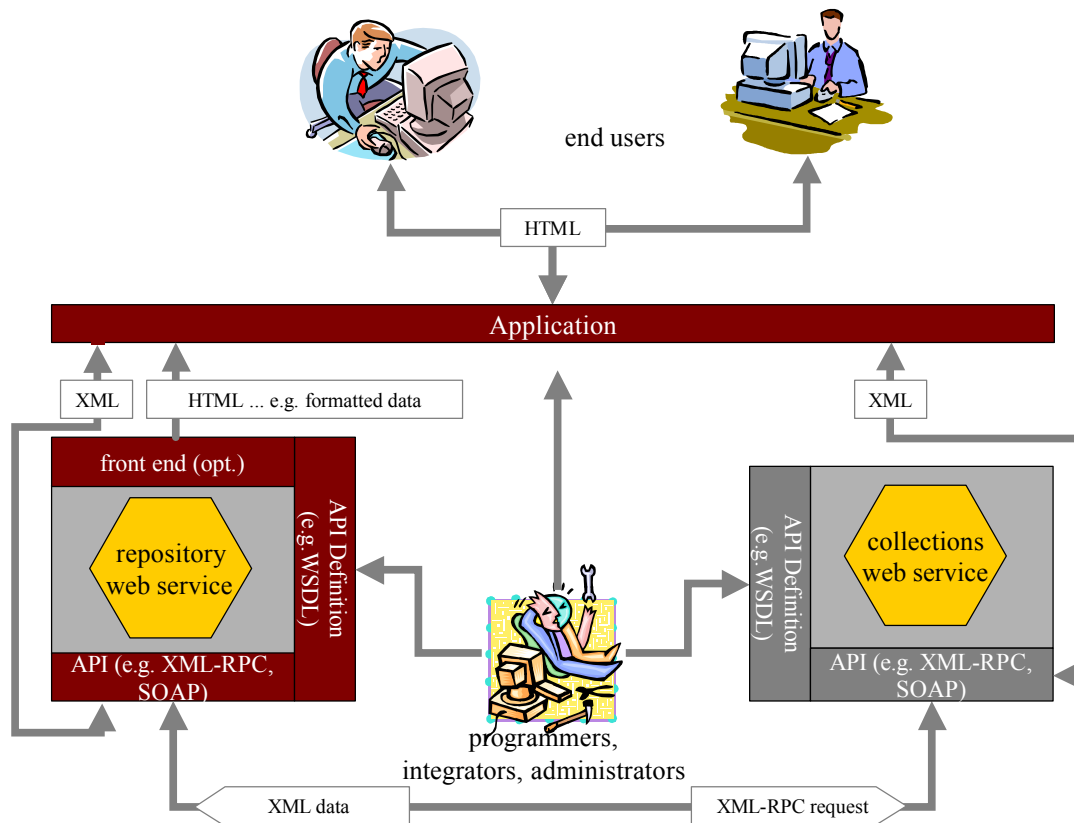 end users
HTML
Application
XML
HTML ... e.g. formatted data
XML
front end (opt.)
API Definition
(e.g. WSDL)
repository
web service
API (e.g. XML-RPC,
SOAP)
API Definition
(e.g. WSDL)
collections
web service
API (e.g. XML-RPC,
SOAP)
programmers,
integrators, administrators
XML data
XML-RPC request